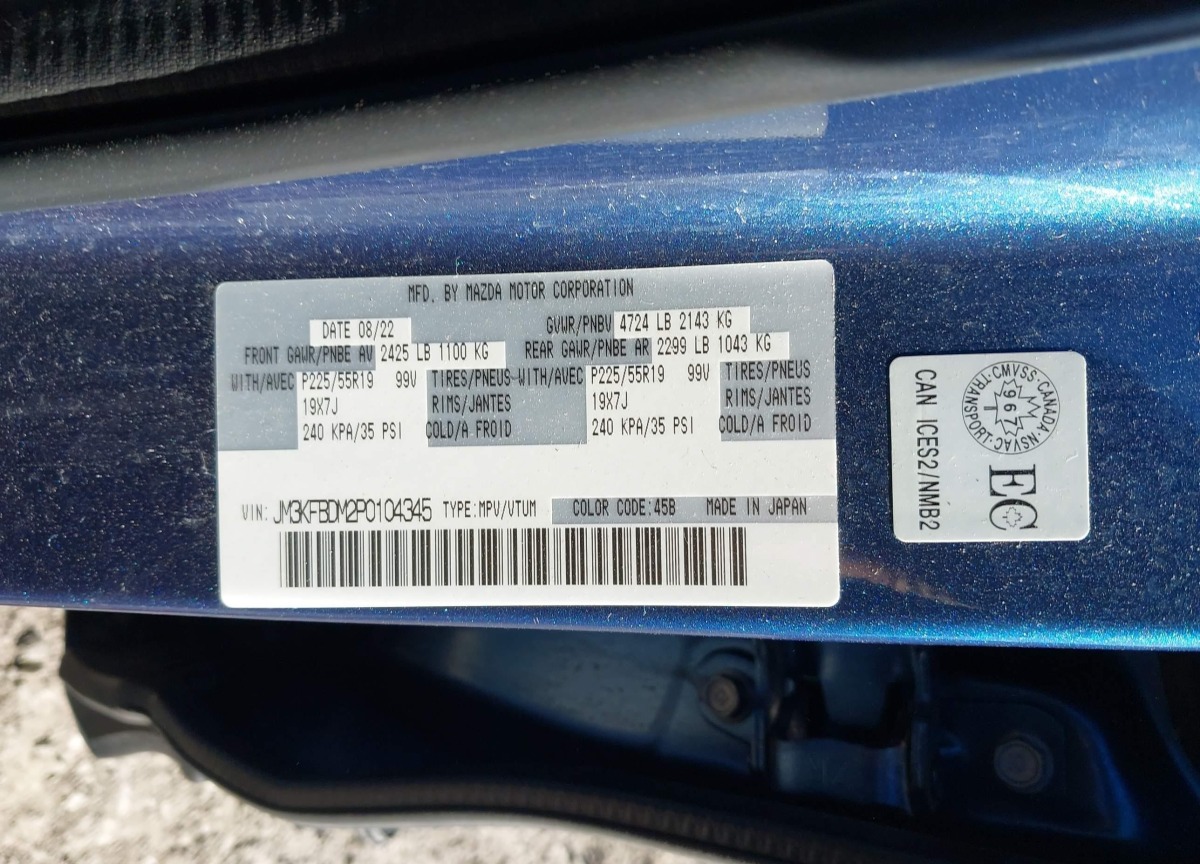 MFD. BY MAZDA MOTOR CORPORATION
DATE 08/22 GVWR/PNBV 4724 LB 2143 KG
FRONT GAWR/PNBE AV 2425 LB 1100 KG REAR GAWR/PNBE AR 2299 LB 1043 KG
WITH/AVEC P225/55R19 99V TIRES/PNEUS WITH/AVEC P225/55R19 99V TIRES/PNEUS
19X7J RIMS/JANTES 19X7J RIMS/JANTES
240 KPA/35 PSI COLD/A FROID 240 KPA/35 PSI COLD/A FROID
VIN: JM3KFBDM2P0104345 TYPE:MPV/VTUM COLOR CODE:45B MADE IN JAPAN
CMVSS·CANADA·NSVAC
TRANSPORT
967
T
EC
CAN ICES2/NMB2